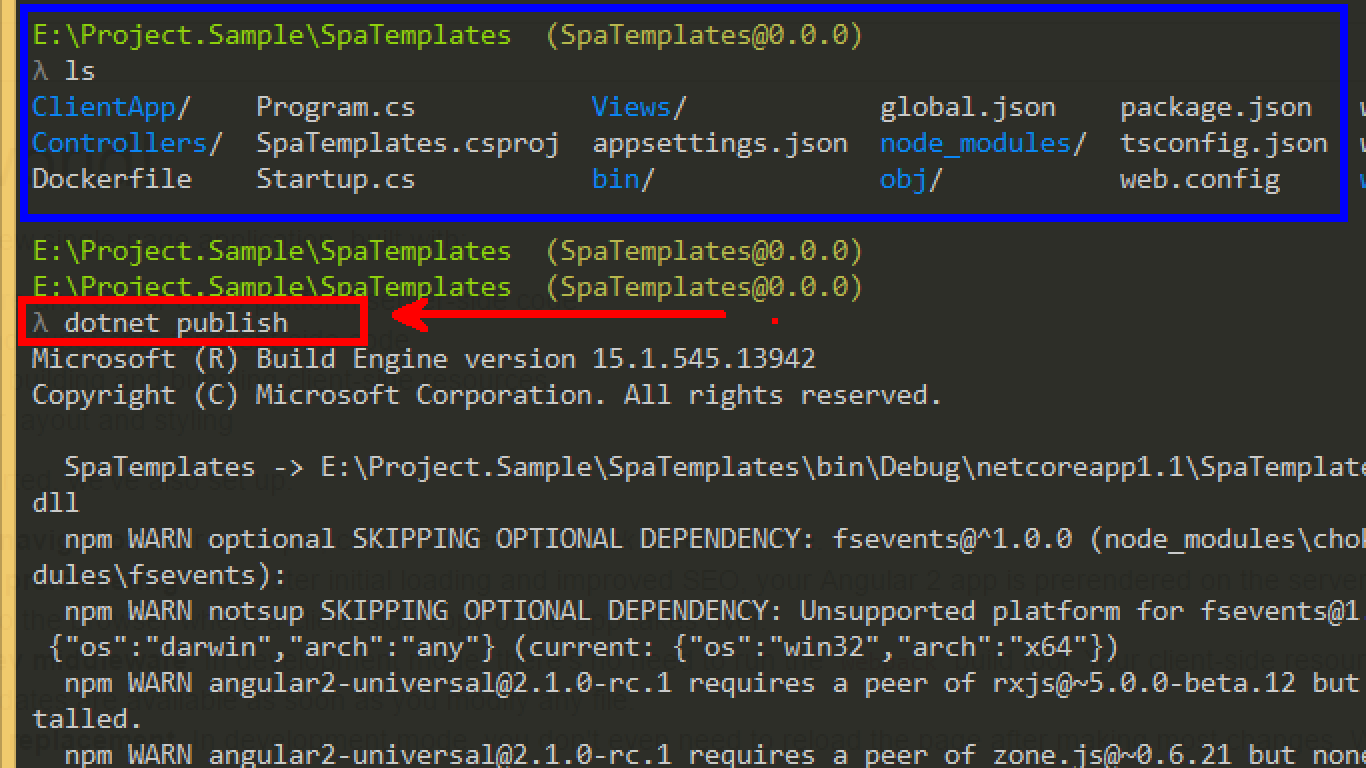 E:\Project.Sample\SpaTemplates (SpaTemplates@0.0.0)
λ ls
ClientApp/ Program.cs Views/ global.json package.json
Controllers/ SpaTemplates.csproj appsettings.json node_modules/ tsconfig.json
Dockerfile Startup.cs bin/ obj/ web.config
E:\Project.Sample\SpaTemplates (SpaTemplates@0.0.0)
E:\Project.Sample\SpaTemplates (SpaTemplates@0.0.0)
λ dotnet publish
Microsoft (R) Build Engine version 15.1.545.13942
Copyright (C) Microsoft Corporation. All rights reserved.
SpaTemplates -> E:\Project.Sample\SpaTemplates\bin\Debug\netcoreapp1.1\SpaTemplate
dll
npm WARN optional SKIPPING OPTIONAL DEPENDENCY: fsevents@^1.0.0 (node_modules\chok
dules\fsevents):
npm WARN notsup SKIPPING OPTIONAL DEPENDENCY: Unsupported platform for fsevents@1.
{"os":"darwin","arch":"any"} (current: {"os":"win32","arch":"x64"})
npm WARN angular2-universal@2.1.0-rc.1 requires a peer of rxjs@~5.0.0-beta.12 but
talled.
npm WARN angular2-universal@2.1.0-rc.1 requires a peer of zone.js@~0.6.21 but none